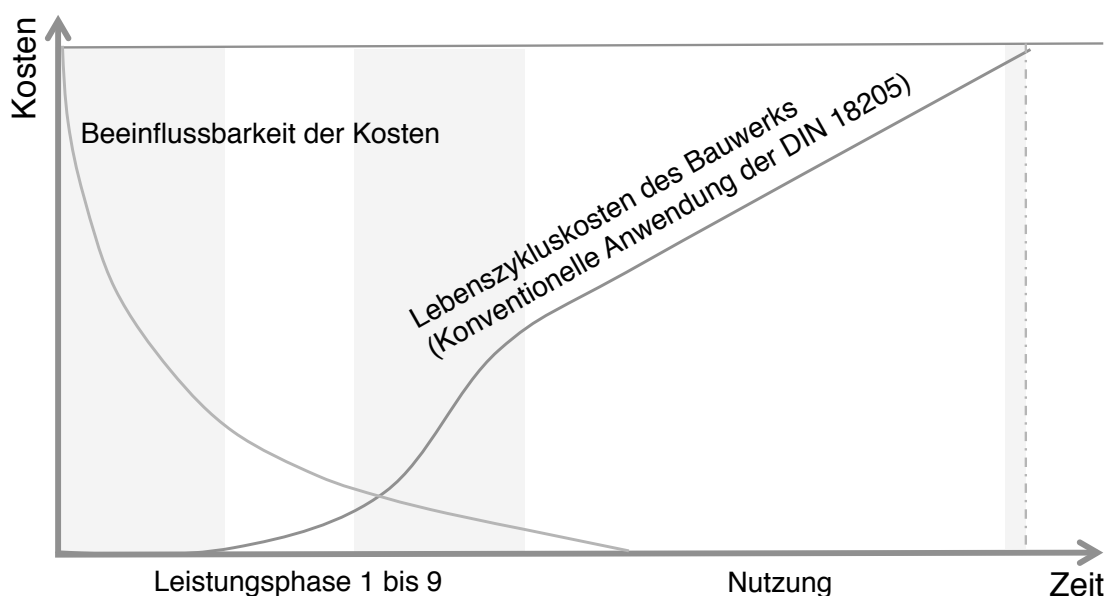 Kosten
Beeinflussbarkeit der Kosten
Lebenszykluskosten des Bauwerks
(Konventionelle Anwendung der DIN 18205)
Leistungsphase 1 bis 9
Nutzung
Zeit